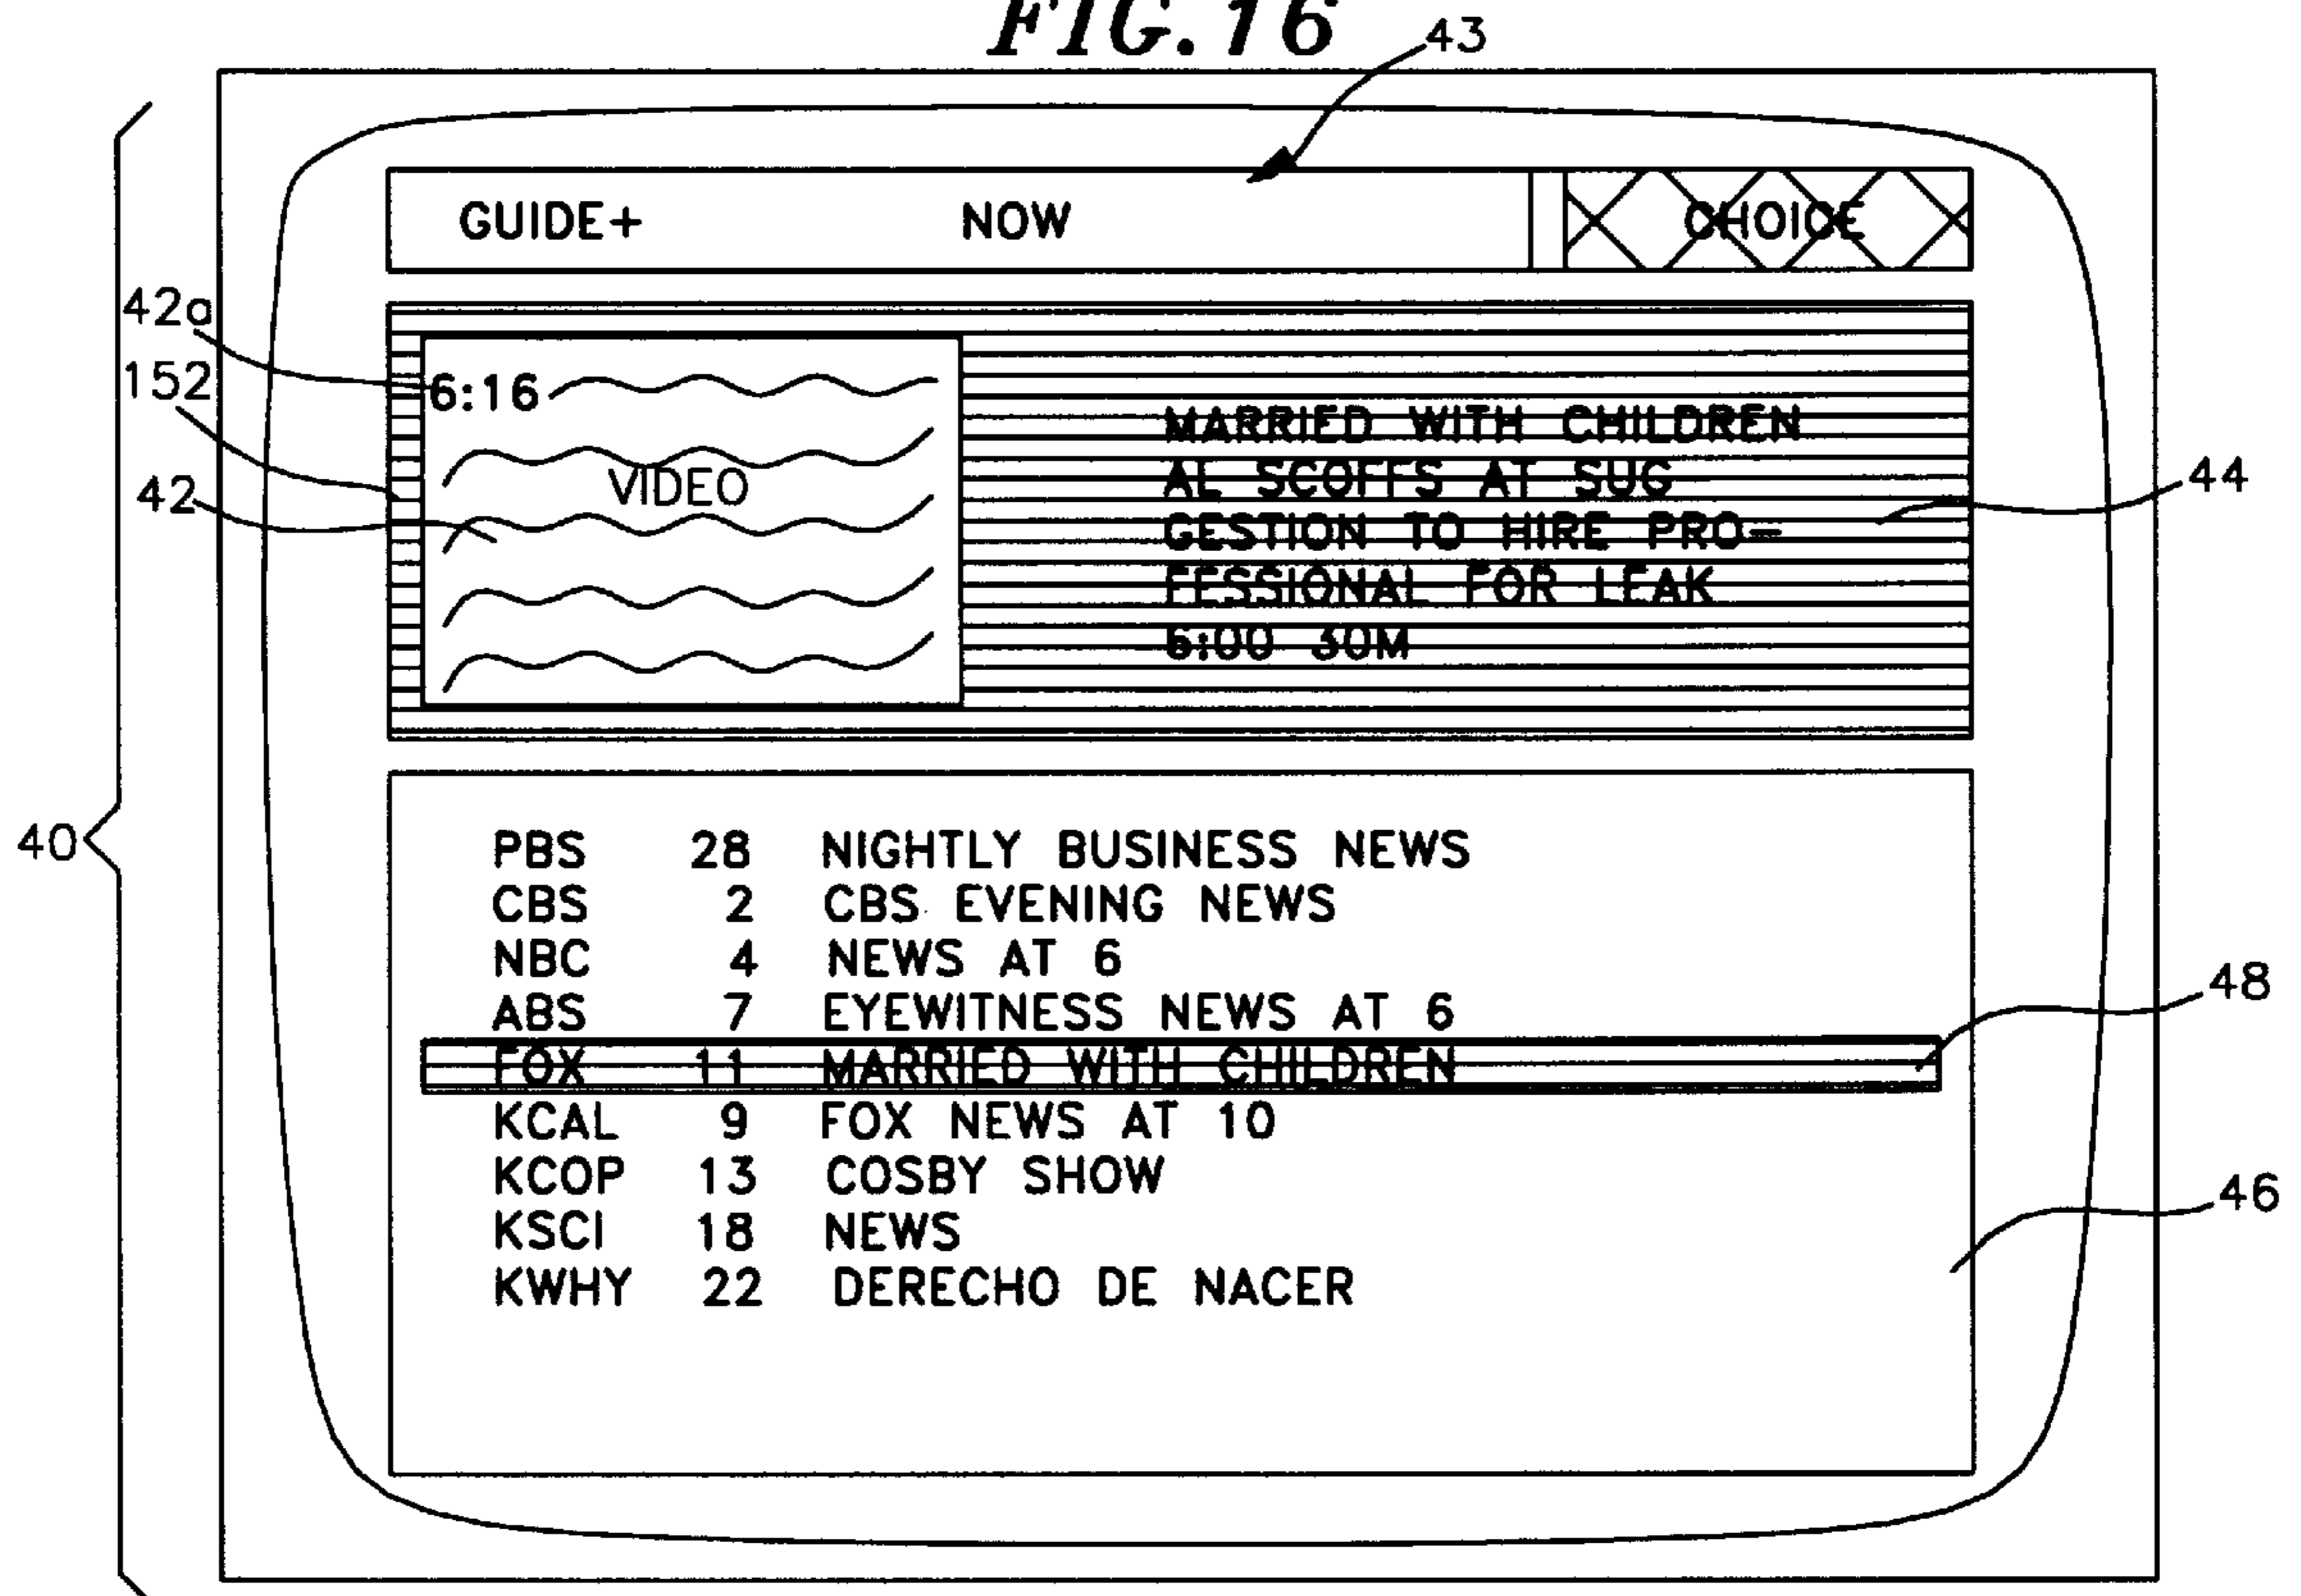 FIG.16
43
GUIDE+ NOW CHOICE
42a
152
42
6:16
VIDEO
MARRIED WITH CHILDREN
AL SCOFFS AT SUG
GESTION TO HIRE PRO-
FESSIONAL FOR LEAK
6:00 30M
44
40
PBS 28 NIGHTLY BUSINESS NEWS
CBS 2 CBS EVENING NEWS
NBC 4 NEWS AT 6
ABS 7 EYEWITNESS NEWS AT 6
FOX 11 MARRIED WITH CHILDREN
KCAL 9 FOX NEWS AT 10
KCOP 13 COSBY SHOW
KSCI 18 NEWS
KWHY 22 DERECHO DE NACER
48
46